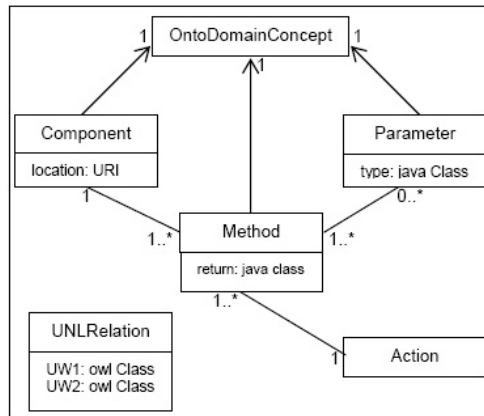 OntoDomainConcept
1
1
1
Component
location: URI
Parameter
type: java Class
1
0..*
Method
return: java class
1..*
1..*
1..*
UNLRelation
UW1: owl Class
UW2: owl Class
1
Action